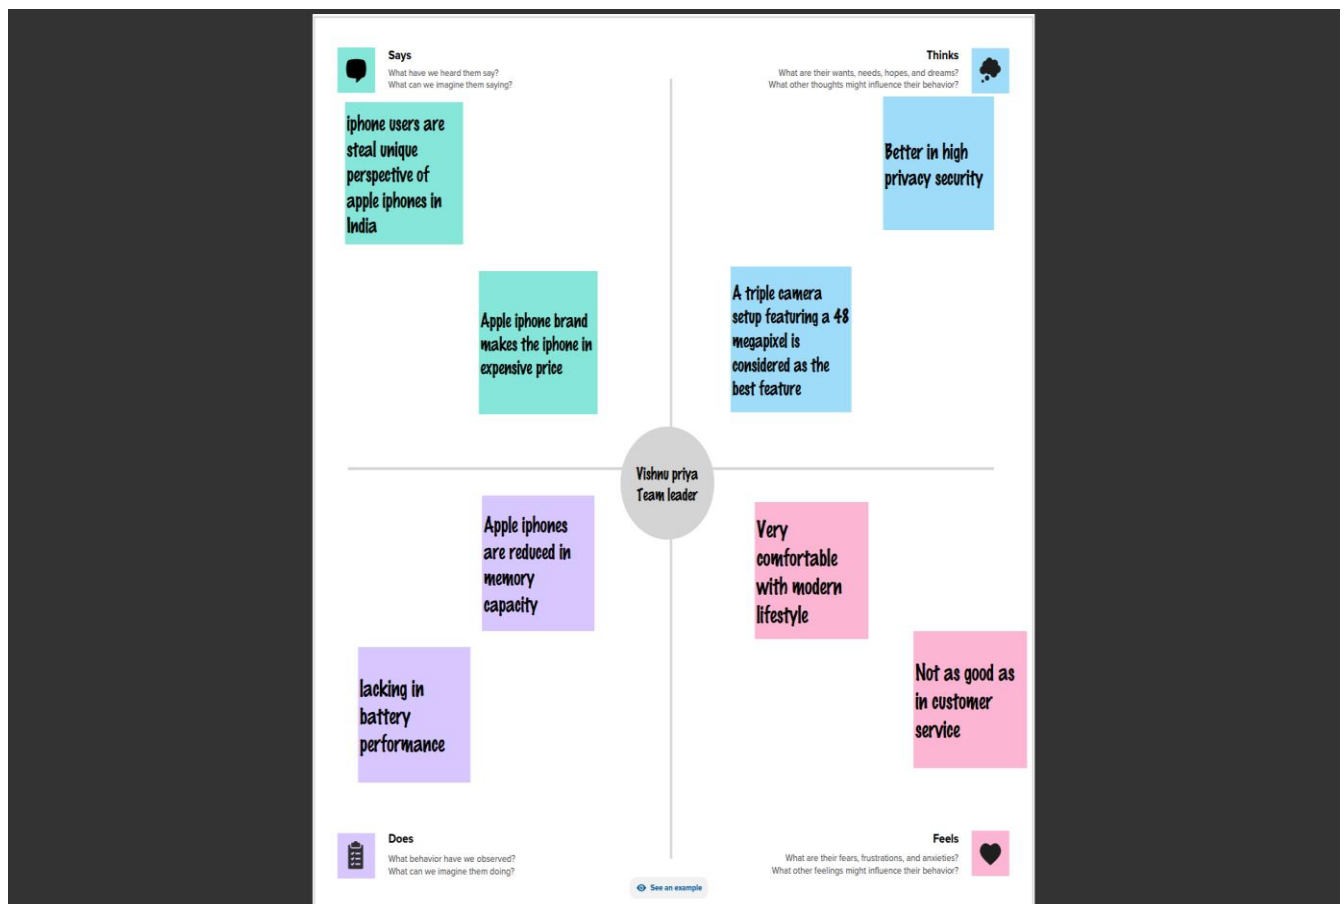 Says
What have we heard them say?
What can we imagine them saying?
Thinks
What are their wants, needs, hopes, and dreams?
What other thoughts might influence their behavior?
iphone users are
steal unique
perspective of
apple iphones in
India
Better in high
privacy security
Apple iphone brand
makes the iphone in
expensive price
A triple camera
setup featuring a 48
megapixel is
considered as the
best feature
Vishnu priya
Team leader
Apple iphones
are reduced in
memory
capacity
Very
comfortable
with modern
lifestyle
lacking in
battery
performance
Not as good as
in customer
service
Does
What behavior have we observed?
What can we imagine them doing?
Feels
What are their fears, frustrations, and anxieties?
What other feelings might influence their behavior?
See an example